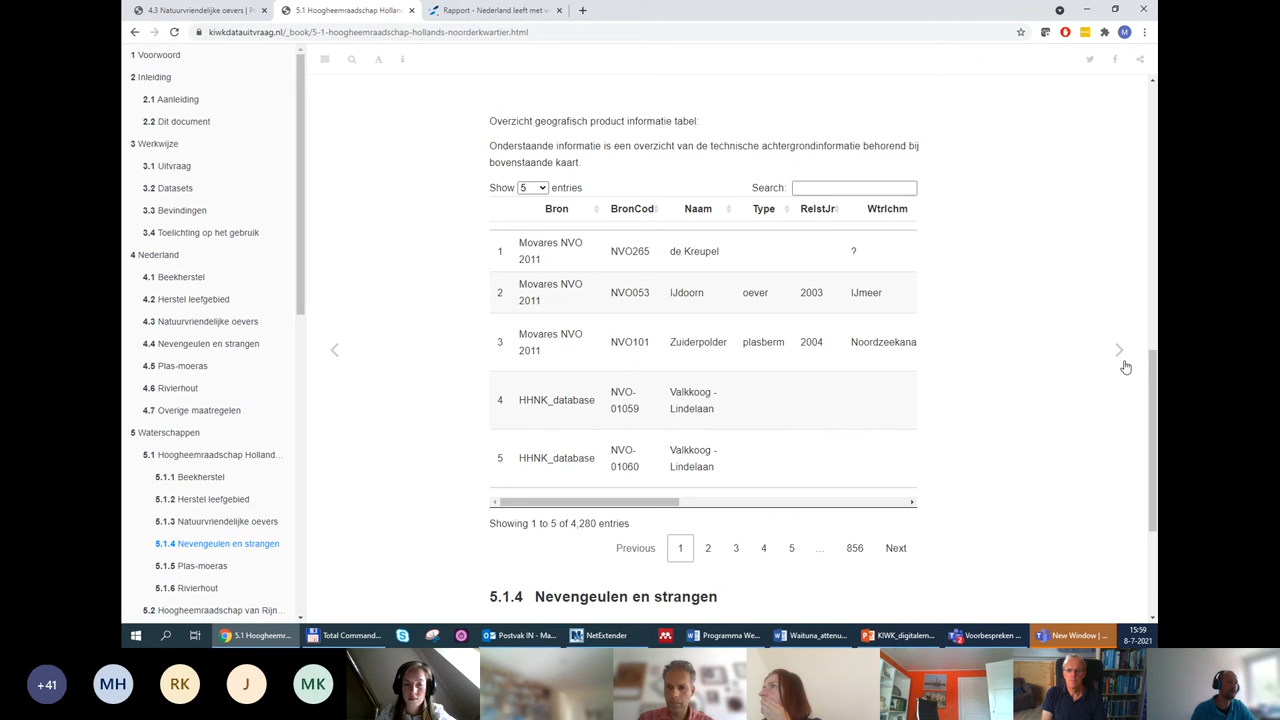 4.3 Natuurvriendelijke oevers | P
5.1 Hoogheemraadschap Hollan
Rapport - Nederland leeft met v
kiwkdatauitvraag.nl/_book/5-1-hoogheemraadschap-hollands-noorderkwartier.html
M
1 Voorwoord
2 Inleiding
2.1 Aanleiding
2.2 Dit document
3 Werkwijze
3.1 Uitvraag
3.2 Datasets
3.3 Bevindingen
3.4 Toelichting op het gebruik
4 Nederland
4.1 Beekherstel
4.2 Herstel leefgebied
4.3 Natuurvriendelijke oevers
4.4 Nevengeulen en strangen
4.5 Plas-moeras
4.6 Rivierhout
4.7 Overige maatregelen
5 Waterschappen
5.1 Hoogheemraadschap Holland...
5.1.1 Beekherstel
5.1.2 Herstel leefgebied
5.1.3 Natuurvriendelijke oevers
5.1.4 Nevengeulen en strangen
5.1.5 Plas-moeras
5.1.6 Rivierhout
5.2 Hoogheemraadschap van Rijn...
A
i
Overzicht geografisch product informatie tabel:
Onderstaande informatie is een overzicht van de technische achtergrondinformatie behorend bij
bovenstaande kaart.
Show 5 entries Search:
Bron BronCod Naam Type RelstJr Wtrlchm
1 Movares NVO 2011 NVO265 de Kreupel ?
2 Movares NVO 2011 NVO053 IJdoorn oever 2003 IJmeer
3 Movares NVO 2011 NVO101 Zuiderpolder plasberm 2004 Noordzeekana
4 HHNK_database NVO-01059 Valkkoog - Lindelaan
5 HHNK_database NVO-01060 Valkkoog - Lindelaan
Showing 1 to 5 of 4,280 entries
Previous 1 2 3 4 5 ... 856 Next
5.1.4 Nevengeulen en strangen
5.1 Hoogheemr...
Total Command...
Postvak IN - Ma...
NetExtender
Programma We...
Waituna_attenu...
KIWK_digitalem...
Voorbespreken ...
New Window | ...
15:59
8-7-2021
+41
MH
RK
J
MK